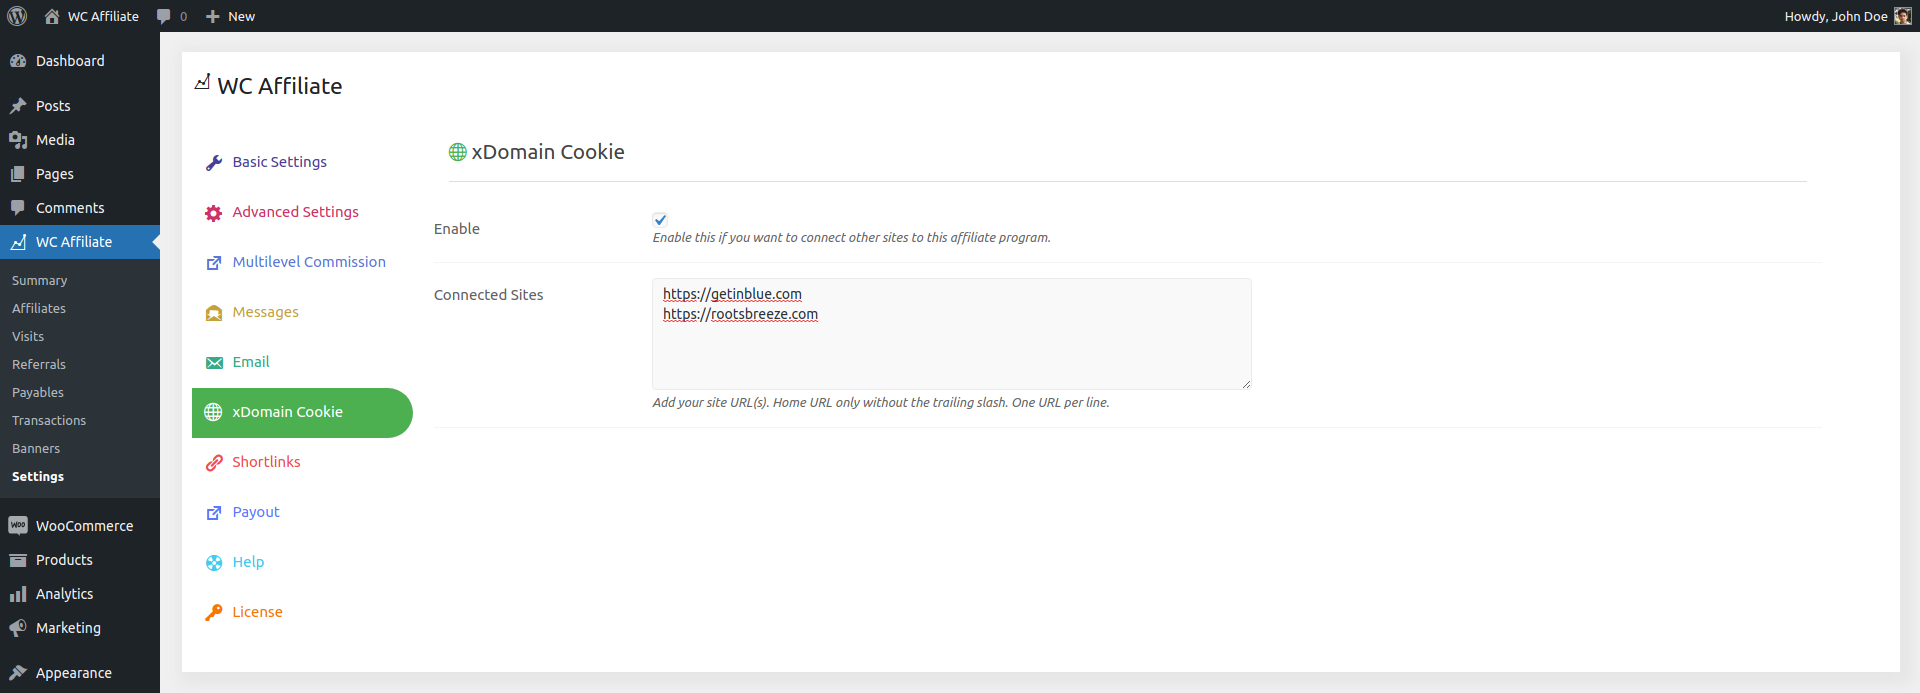 WC Affiliate
0
New
Howdy, John Doe
Dashboard
Posts
Media
Pages
Comments
WC Affiliate
Summary
Affiliates
Visits
Referrals
Payables
Transactions
Banners
Settings
WOO
WooCommerce
Products
Analytics
Marketing
Appearance
WC Affiliate
Basic Settings
Advanced Settings
Multilevel Commission
Messages
Email
xDomain Cookie
Shortlinks
Payout
Help
License
xDomain Cookie
Enable
Enable this if you want to connect other sites to this affiliate program.
Connected Sites
https://getinblue.com
https://rootsbreeze.com
Add your site URL(s). Home URL only without the trailing slash. One URL per line.